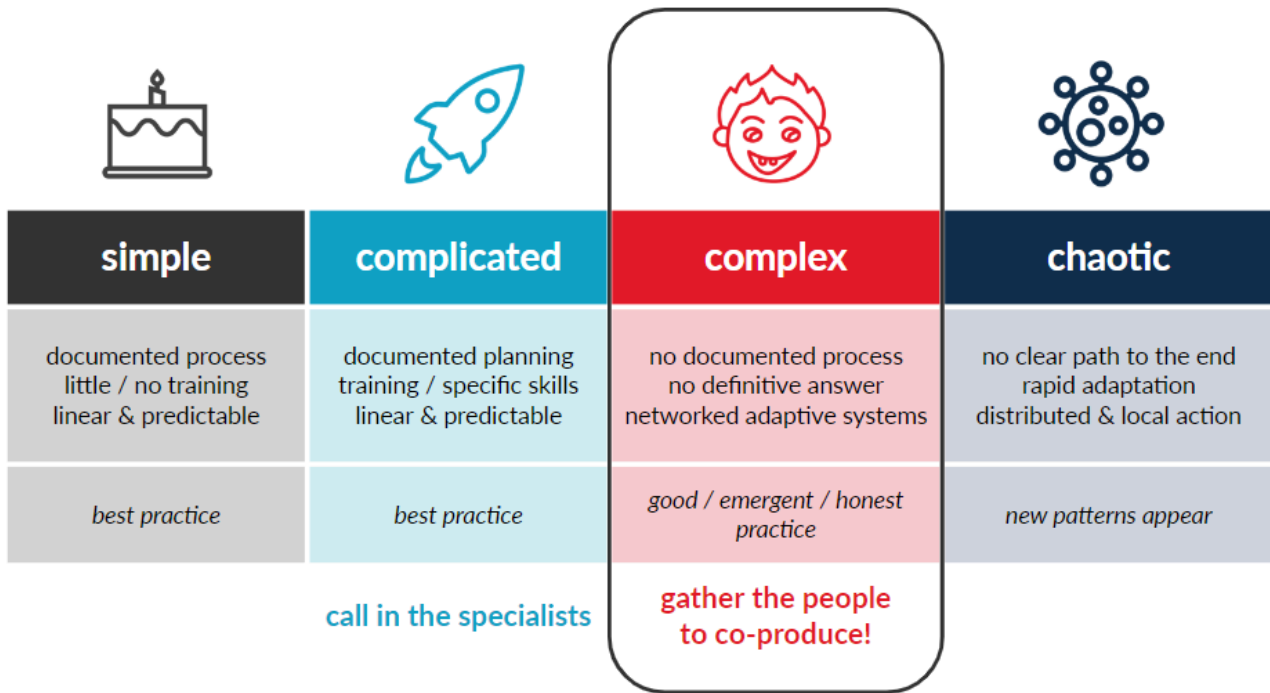 simple
complicated
complex
chaotic
documented process
little / no training
linear & predictable
documented planning
training / specific skills
linear & predictable
no documented process
no definitive answer
networked adaptive systems
no clear path to the end
rapid adaptation
distributed & local action
best practice
best practice
good / emergent / honest
practice
new patterns appear
call in the specialists
gather the people
to co-produce!